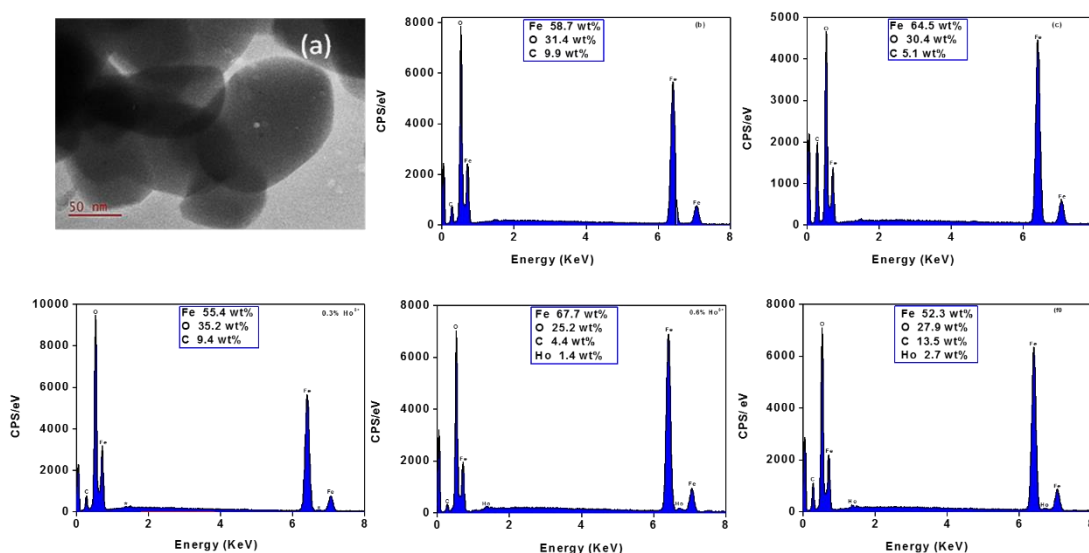 (a)
50 nm
8000
6000
4000
2000
0
CPS/eV
O
C
Fe
Fe
Fe
Fe 58.7 wt%
O 31.4 wt%
C 9.9 wt%
(b)
0 2 4 6 8
Energy (KeV)
5000
4000
3000
2000
1000
0
CPS/eV
O
C
Fe
Fe
Fe
Fe 64.5 wt%
O 30.4 wt%
C 5.1 wt%
(c)
0 2 4 6 8
Energy (KeV)
10000
8000
6000
4000
2000
0
CPS/eV
O
C
Fe
Fe
Fe
Fe 55.4 wt%
O 35.2 wt%
C 9.4 wt%
0.3% Ho³⁺
0 2 4 6 8
Energy (KeV)
8000
6000
4000
2000
0
CPS/eV
O
C
Fe
Ho
Fe
Ho
Fe
Fe 67.7 wt%
O 25.2 wt%
C 4.4 wt%
Ho 1.4 wt%
0.6% Ho³⁺
0 2 4 6 8
Energy (KeV)
8000
6000
4000
2000
0
CPS/ eV
O
C
Fe
Ho
Fe
Ho
Fe
Fe 52.3 wt%
O 27.9 wt%
C 13.5 wt%
Ho 2.7 wt%
0 2 4 6 8
Energy (KeV)